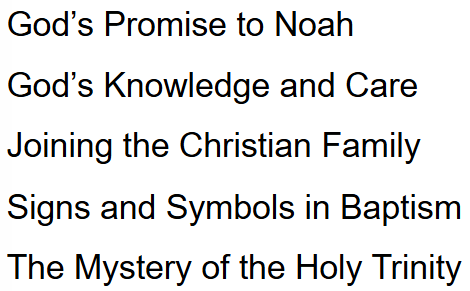 God’s Promise to Noah
God’s Knowledge and Care
Joining the Christian Family
Signs and Symbols in Baptism
The Mystery of the Holy Trinity